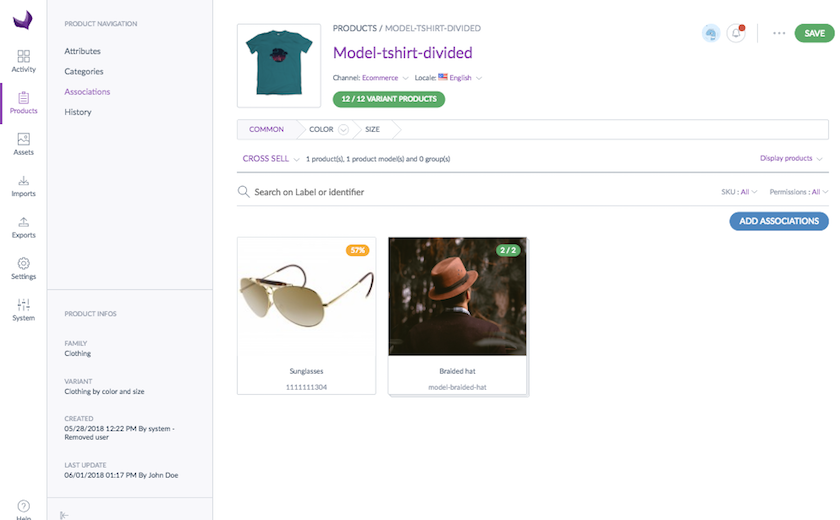 Activity
Products
Assets
Imports
Exports
Settings
System
Help
PRODUCT NAVIGATION
Attributes
Categories
Associations
History
PRODUCT INFOS
FAMILY
Clothing
VARIANT
Clothing by color and size
CREATED
05/28/2018 12:22 PM By system -
Removed user
LAST UPDATE
06/01/2018 01:17 PM By John Doe
PRODUCTS / MODEL-TSHIRT-DIVIDED
SAVE
Model-tshirt-divided
Channel: Ecommerce Locale: English
12 / 12 VARIANT PRODUCTS
COMMON COLOR SIZE
CROSS SELL 1 product(s), 1 product model(s) and 0 group(s) Display products
Search on Label or identifier SKU : All Permissions : All
ADD ASSOCIATIONS
57%
Sunglasses
1111111304
2 / 2
Braided hat
model-braided-hat